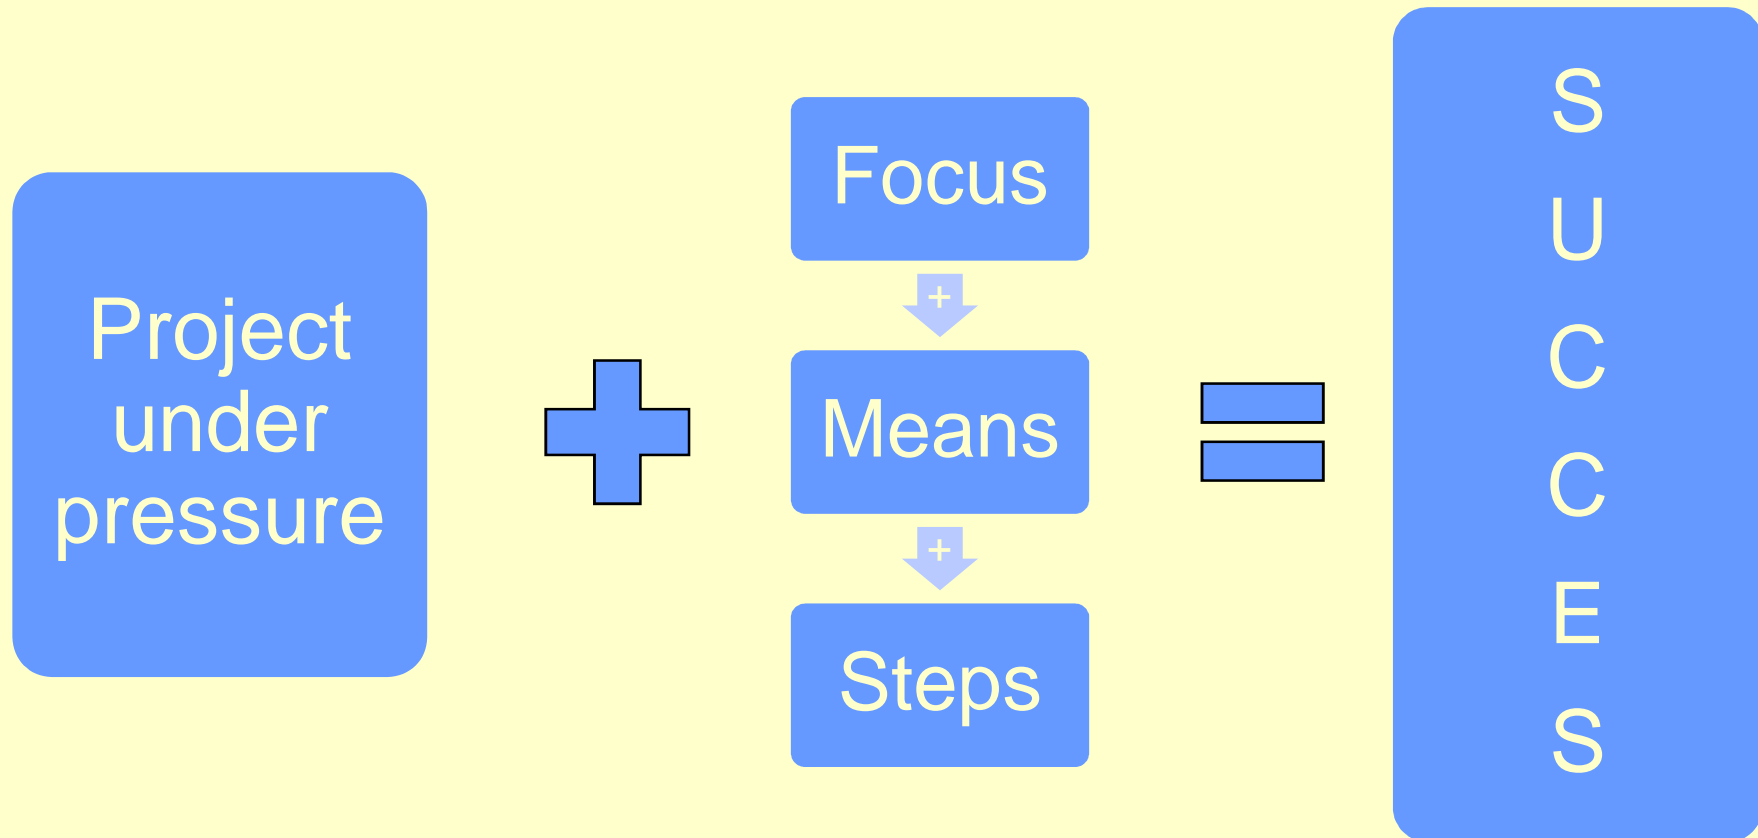 Project
under
pressure
Focus
+
Means
+
Steps
S
U
C
C
E
S